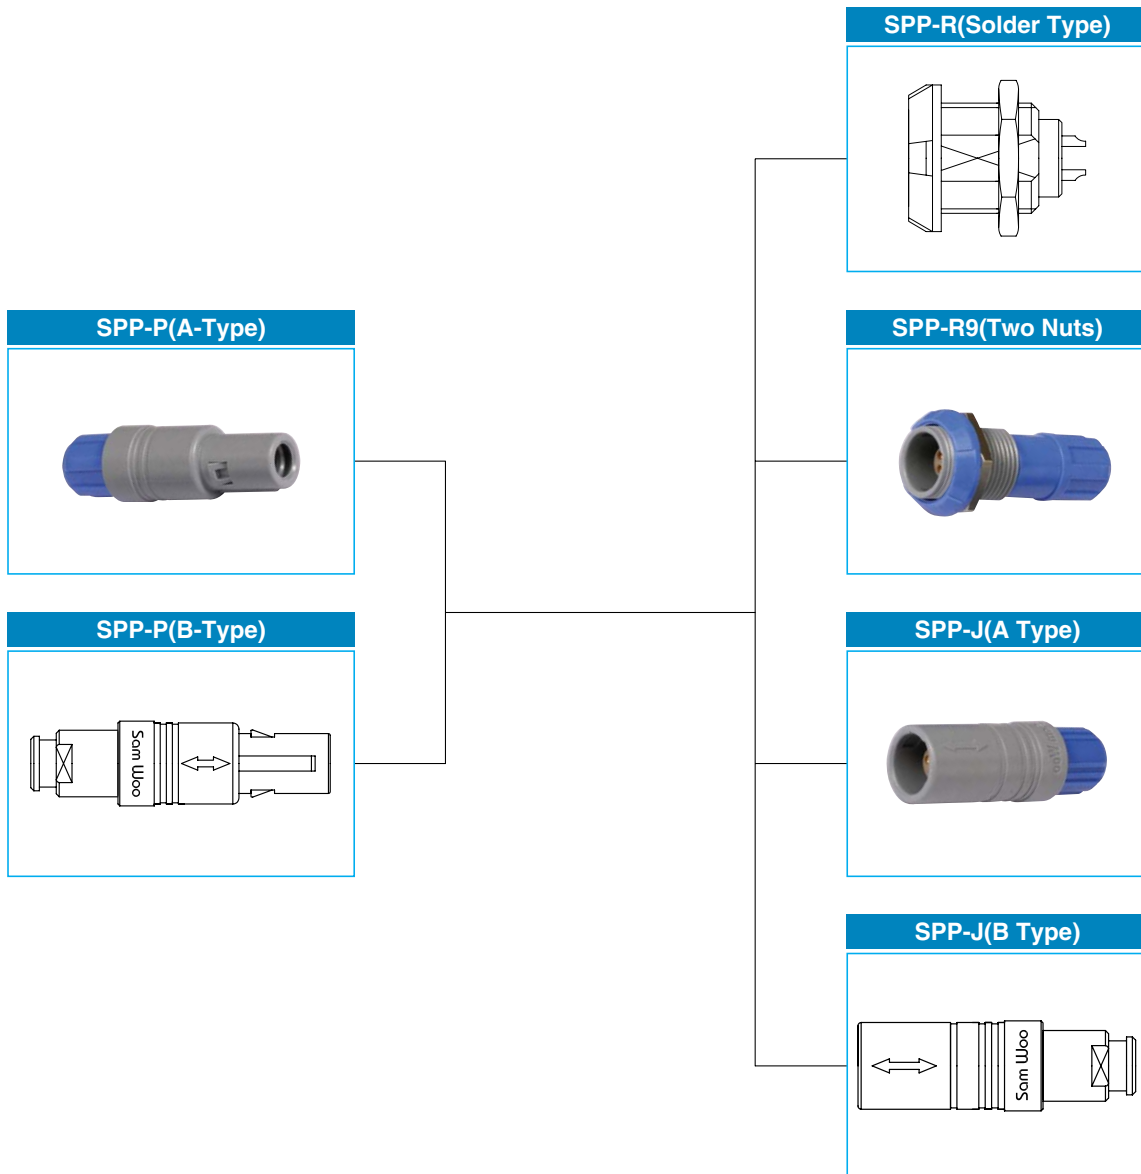 SPP-R(Solder Type)
SPP-P(A-Type)
SPP-R9(Two Nuts)
SPP-P(B-Type)
Sam Woo
SPP-J(A Type)
SPP-J(B Type)
Sam Woo